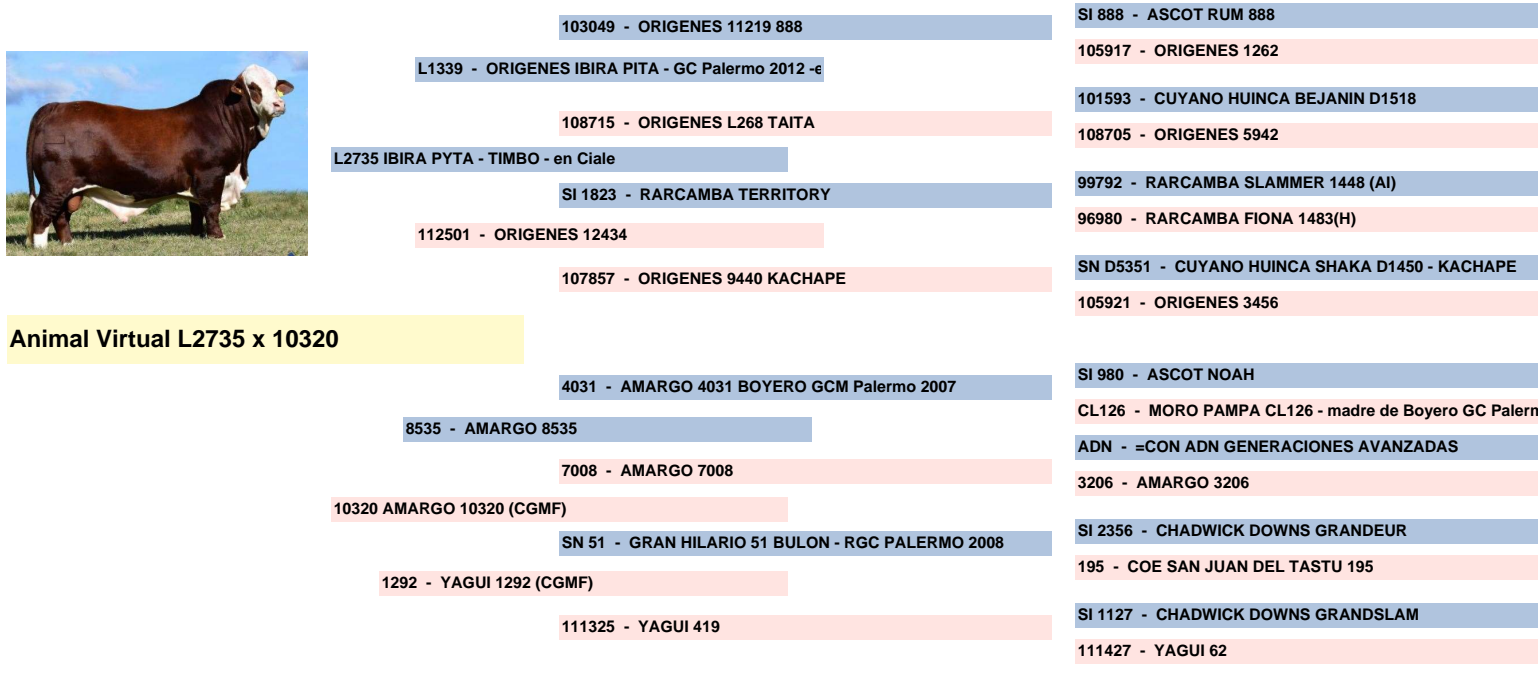 SI 888 - ASCOT RUM 888
103049 - ORIGENES 11219 888
105917 - ORIGENES 1262
L1339 - ORIGENES IBIRA PITA - GC Palermo 2012 -e
101593 - CUYANO HUINCA BEJANIN D1518
108715 - ORIGENES L268 TAITA
108705 - ORIGENES 5942
L2735 IBIRA PYTA - TIMBO - en Ciale
99792 - RARCAMBA SLAMMER 1448 (AI)
SI 1823 - RARCAMBA TERRITORY
96980 - RARCAMBA FIONA 1483(H)
112501 - ORIGENES 12434
SN D5351 - CUYANO HUINCA SHAKA D1450 - KACHAPE
107857 - ORIGENES 9440 KACHAPE
105921 - ORIGENES 3456
Animal Virtual L2735 x 10320
SI 980 - ASCOT NOAH
4031 - AMARGO 4031 BOYERO GCM Palermo 2007
CL126 - MORO PAMPA CL126 - madre de Boyero GC Palerm
8535 - AMARGO 8535
ADN - =CON ADN GENERACIONES AVANZADAS
7008 - AMARGO 7008
3206 - AMARGO 3206
10320 AMARGO 10320 (CGMF)
SI 2356 - CHADWICK DOWNS GRANDEUR
SN 51 - GRAN HILARIO 51 BULON - RGC PALERMO 2008
195 - COE SAN JUAN DEL TASTU 195
1292 - YAGUI 1292 (CGMF)
SI 1127 - CHADWICK DOWNS GRANDSLAM
111325 - YAGUI 419
111427 - YAGUI 62